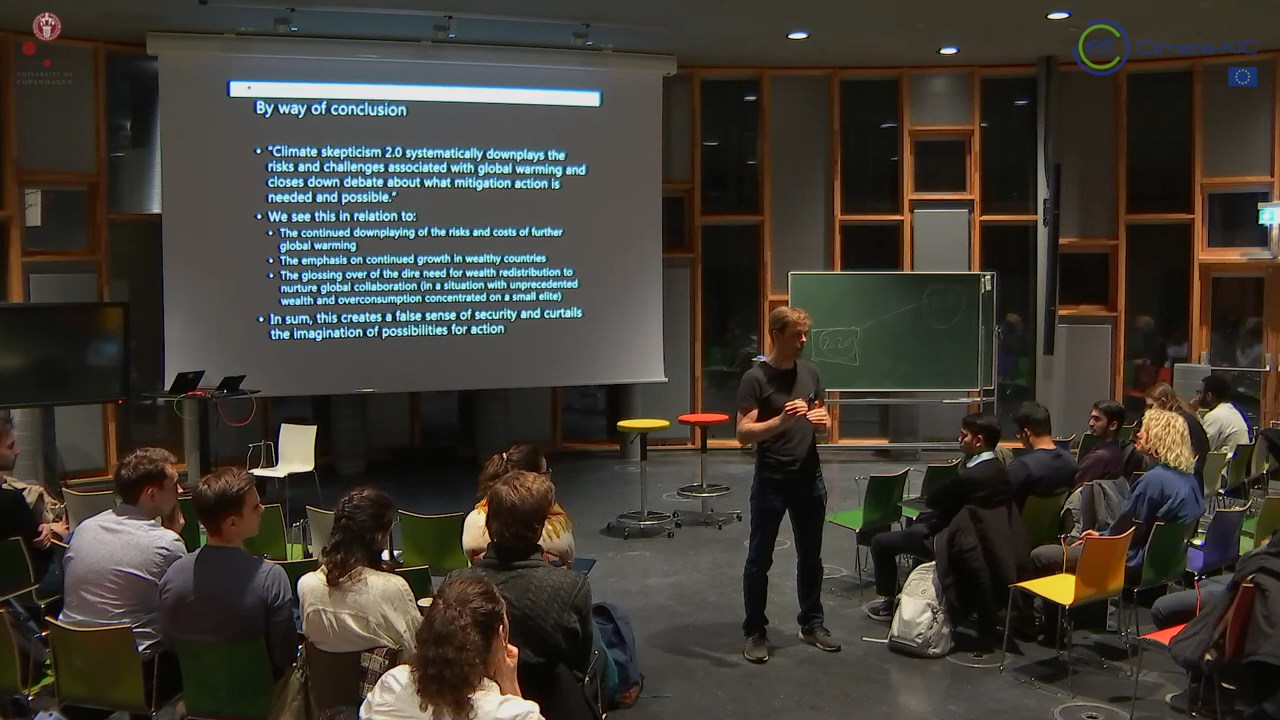 UNIVERSITY OF
COPENHAGEN
Climate-KIC
By way of conclusion
• "Climate skepticism 2.0 systematically downplays the
risks and challenges associated with global warming and
closes down debate about what mitigation action is
needed and possible."
• We see this in relation to:
• The continued downplaying of the risks and costs of further
global warming
• The emphasis on continued growth in wealthy countries
• The glossing over of the dire need for wealth redistribution to
nurture global collaboration (in a situation with unprecedented
wealth and overconsumption concentrated on a small elite)
• In sum, this creates a false sense of security and curtails
the imagination of possibilities for action
2020